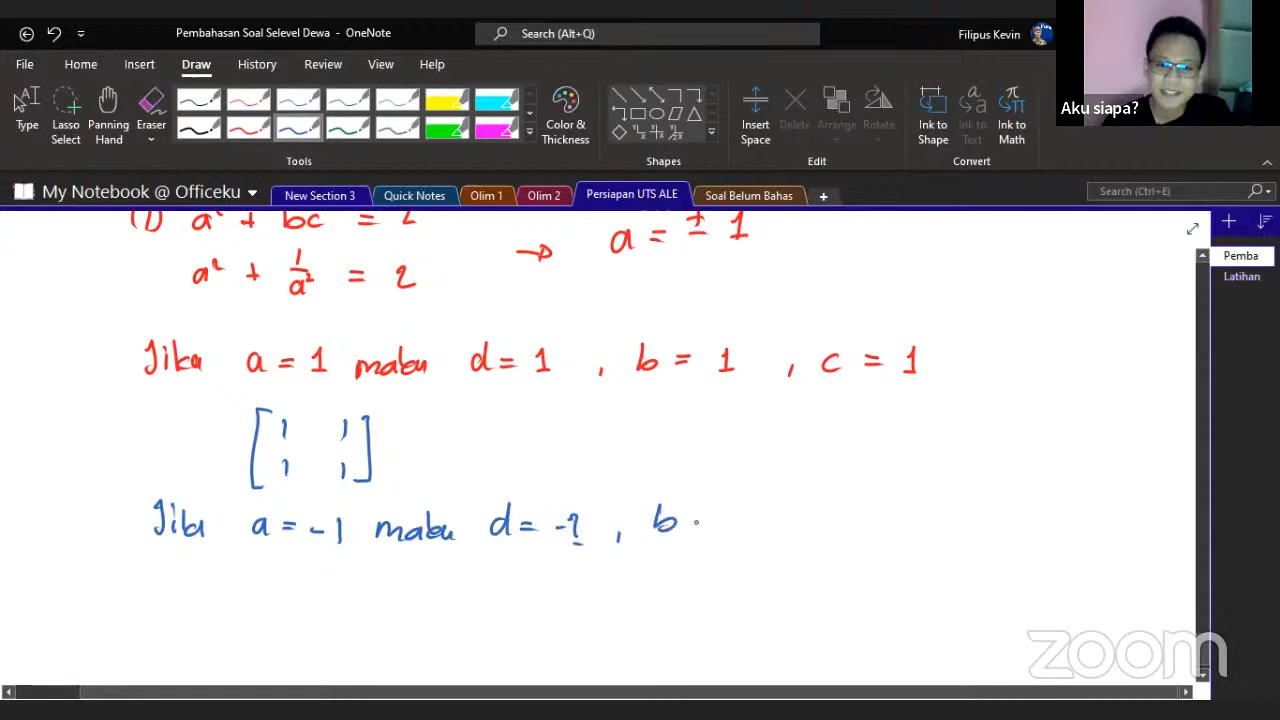 Pembahasan Soal Selevel Dewa - OneNote
Search (Alt+Q)
Filipus Kevin
Aku siapa?
File Home Insert Draw History Review View Help
Type
Lasso Select
Panning Hand
Eraser
Color & Thickness
Insert Space
Delete
Arrange
Rotate
Ink to Shape
Ink to Text
Ink to Math
Tools
Shapes
Edit
Convert
My Notebook @ Officeku
New Section 3
Quick Notes
Olim 1
Olim 2
Persiapan UTS ALE
Soal Belum Bahas
Search (Ctrl+E)
Pemba
Latihan
(1) a² + bc = 2
a² + 1/a² = 2 → a = ± 1
Jika a = 1 maka d = 1 , b = 1 , c = 1
[ 1 1
1 1 ]
Jika a = -1 maka d = -1 , b
zoom